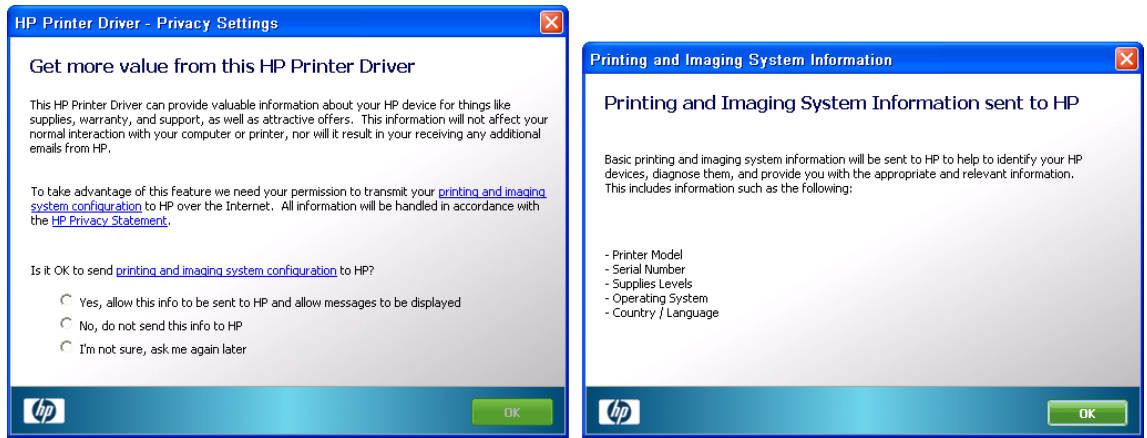 HP Printer Driver - Privacy Settings
Get more value from this HP Printer Driver
This HP Printer Driver can provide valuable information about your HP device for things like
supplies, warranty, and support, as well as attractive offers.  This information will not affect your
normal interaction with your computer or printer, nor will it result in your receiving any additional
emails from HP.
To take advantage of this feature we need your permission to transmit your printing and imaging
system configuration to HP over the Internet.  All information will be handled in accordance with
the HP Privacy Statement.
Is it OK to send printing and imaging system configuration to HP?
Yes, allow this info to be sent to HP and allow messages to be displayed
No, do not send this info to HP
I'm not sure, ask me again later
hp
OK
Printing and Imaging System Information
Printing and Imaging System Information sent to HP
Basic printing and imaging system information will be sent to HP to help to identify your HP
devices, diagnose them, and provide you with the appropriate and relevant information.
This includes information such as the following:
- Printer Model
- Serial Number
- Supplies Levels
- Operating System
- Country / Language
hp
OK